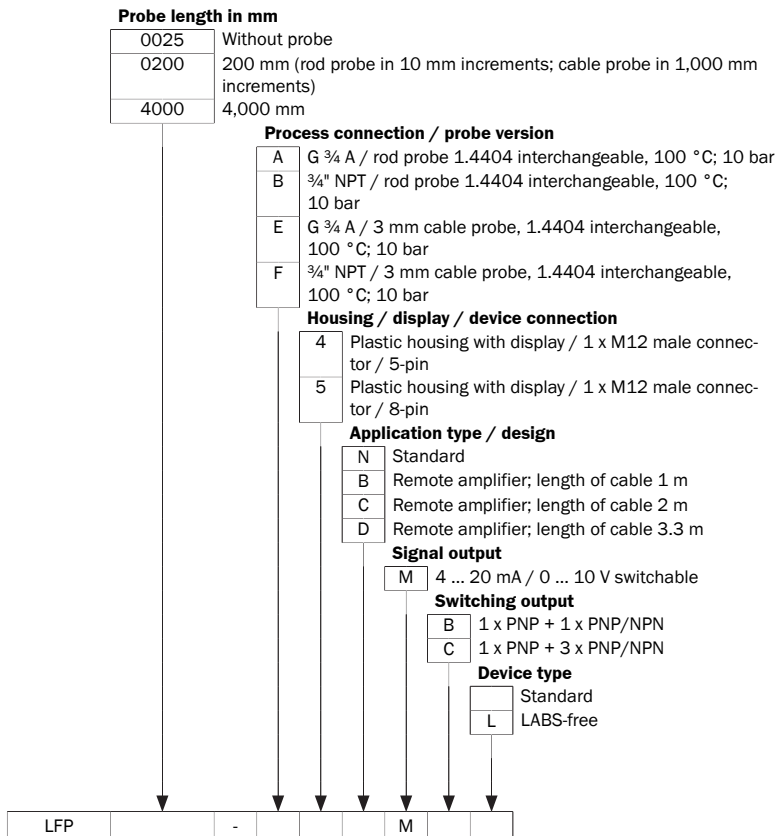 Probe length in mm
0025 Without probe
0200 200 mm (rod probe in 10 mm increments; cable probe in 1,000 mm
increments)
4000 4,000 mm
Process connection / probe version
A G ¾ A / rod probe 1.4404 interchangeable, 100 °C; 10 bar
B ¾" NPT / rod probe 1.4404 interchangeable, 100 °C;
10 bar
E G ¾ A / 3 mm cable probe, 1.4404 interchangeable,
100 °C; 10 bar
F ¾" NPT / 3 mm cable probe, 1.4404 interchangeable,
100 °C; 10 bar
Housing / display / device connection
4 Plastic housing with display / 1 x M12 male connec-
tor / 5-pin
5 Plastic housing with display / 1 x M12 male connec-
tor / 8-pin
Application type / design
N Standard
B Remote amplifier; length of cable 1 m
C Remote amplifier; length of cable 2 m
D Remote amplifier; length of cable 3.3 m
Signal output
M 4 ... 20 mA / 0 ... 10 V switchable
Switching output
B 1 x PNP + 1 x PNP/NPN
C 1 x PNP + 3 x PNP/NPN
Device type
Standard
L LABS-free
LFP - M